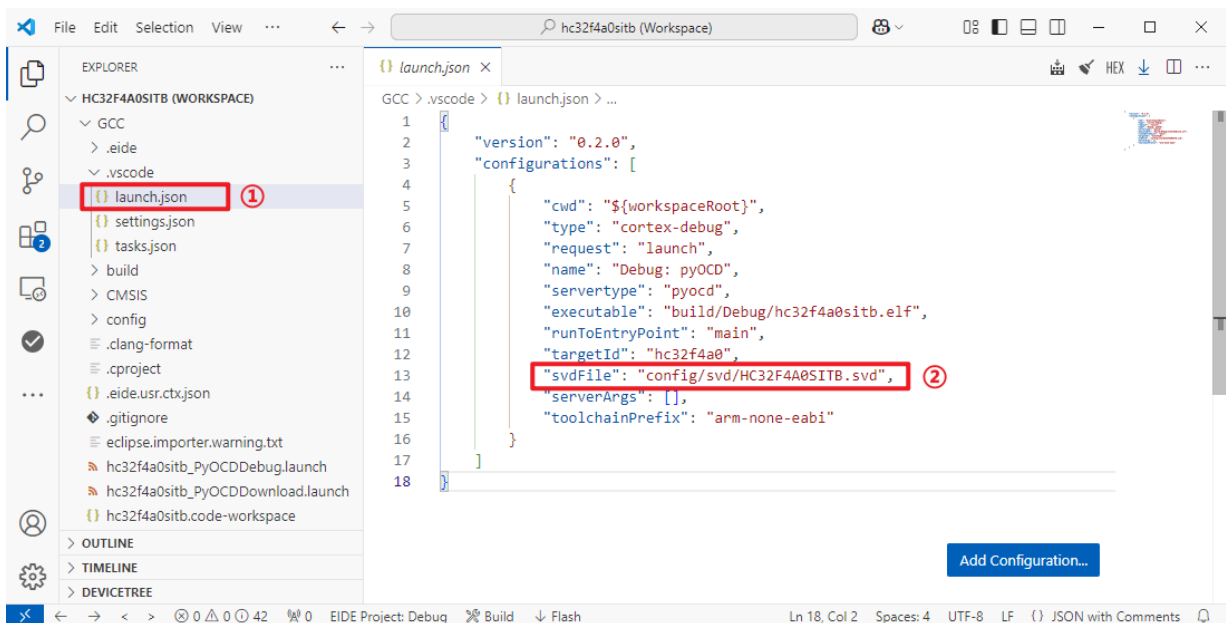 File Edit Selection View ··· ← → hc32f4a0sitb (Workspace)
EXPLORER ···
HC32F4A0SITB (WORKSPACE)
GCC
.eide
.vscode
{} launch.json ①
{} settings.json
{} tasks.json
build
CMSIS
config
.clang-format
.cproject
{} .eide.usr.ctx.json
.gitignore
eclipse.importer.warning.txt
hc32f4a0sitb_PyOCDDebug.launch
hc32f4a0sitb_PyOCDDownload.launch
{} hc32f4a0sitb.code-workspace
> OUTLINE
> TIMELINE
> DEVICETREE
2
{} launch.json × HEX ···
GCC > .vscode > {} launch.json > ...
1 {
2 "version": "0.2.0",
3 "configurations": [
4 {
5 "cwd": "${workspaceRoot}",
6 "type": "cortex-debug",
7 "request": "launch",
8 "name": "Debug: pyOCD",
9 "servertype": "pyocd",
10 "executable": "build/Debug/hc32f4a0sitb.elf",
11 "runToEntryPoint": "main",
12 "targetId": "hc32f4a0",
13 "svdFile": "config/svd/HC32F4A0SITB.svd", ②
14 "serverArgs": [],
15 "toolchainPrefix": "arm-none-eabi"
16 }
17 ]
18 }
Add Configuration...
← → < > 0 0 42 0 EIDE Project: Debug Build Flash Ln 18, Col 2 Spaces: 4 UTF-8 LF {} JSON with Comments